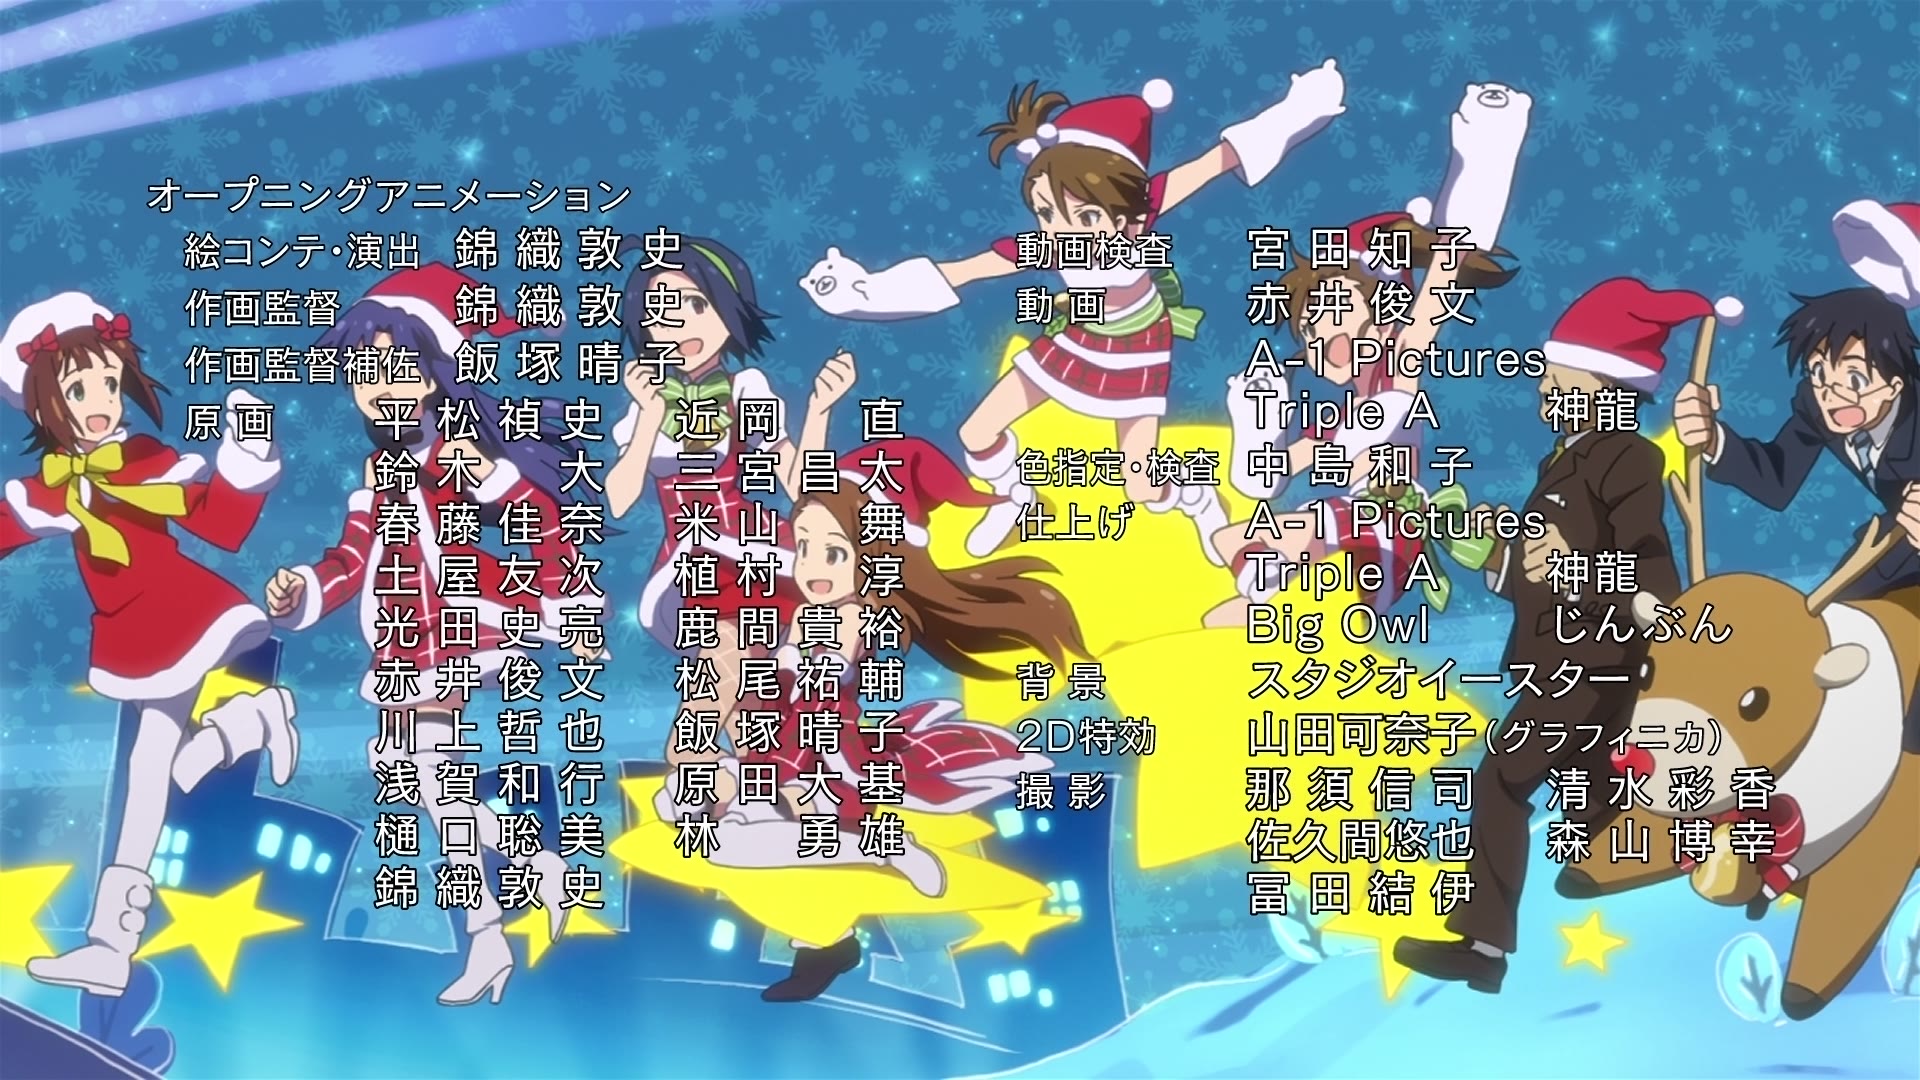 オープニングアニメーション
絵コンテ・演出 錦織敦史
作画監督 錦織敦史
作画監督補佐 飯塚晴子
原画 平松禎史 近岡直
鈴木大 三宮昌太
春藤佳奈 米山舞
土屋友次 植村淳
光田史亮 鹿間貴裕
赤井俊文 松尾祐輔
川上哲也 飯塚晴子
浅賀和行 原田大基
樋口聡美 林勇雄
錦織敦史
動画検査 宮田知子
動画 赤井俊文
A-1 Pictures
Triple A 神龍
色指定・検査 中島和子
仕上げ A-1 Pictures
Triple A 神龍
Big Owl じんぶん
背景 スタジオイースター
2D特効 山田可奈子(グラフィニカ)
撮影 那須信司 清水彩香
佐久間悠也 森山博幸
冨田結伊